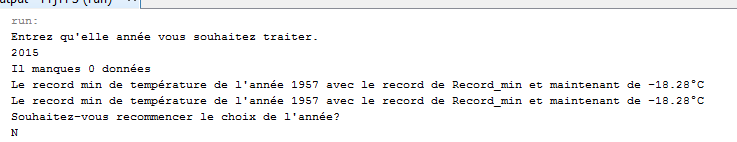 run:
Entrez qu'elle année vous souhaitez traiter.
2015
Il manques 0 données
Le record min de température de l'année 1957 avec le record de Record_min et maintenant de -18.28°C
Le record min de température de l'année 1957 avec le record de Record_min et maintenant de -18.28°C
Souhaitez-vous recommencer le choix de l'année?
N